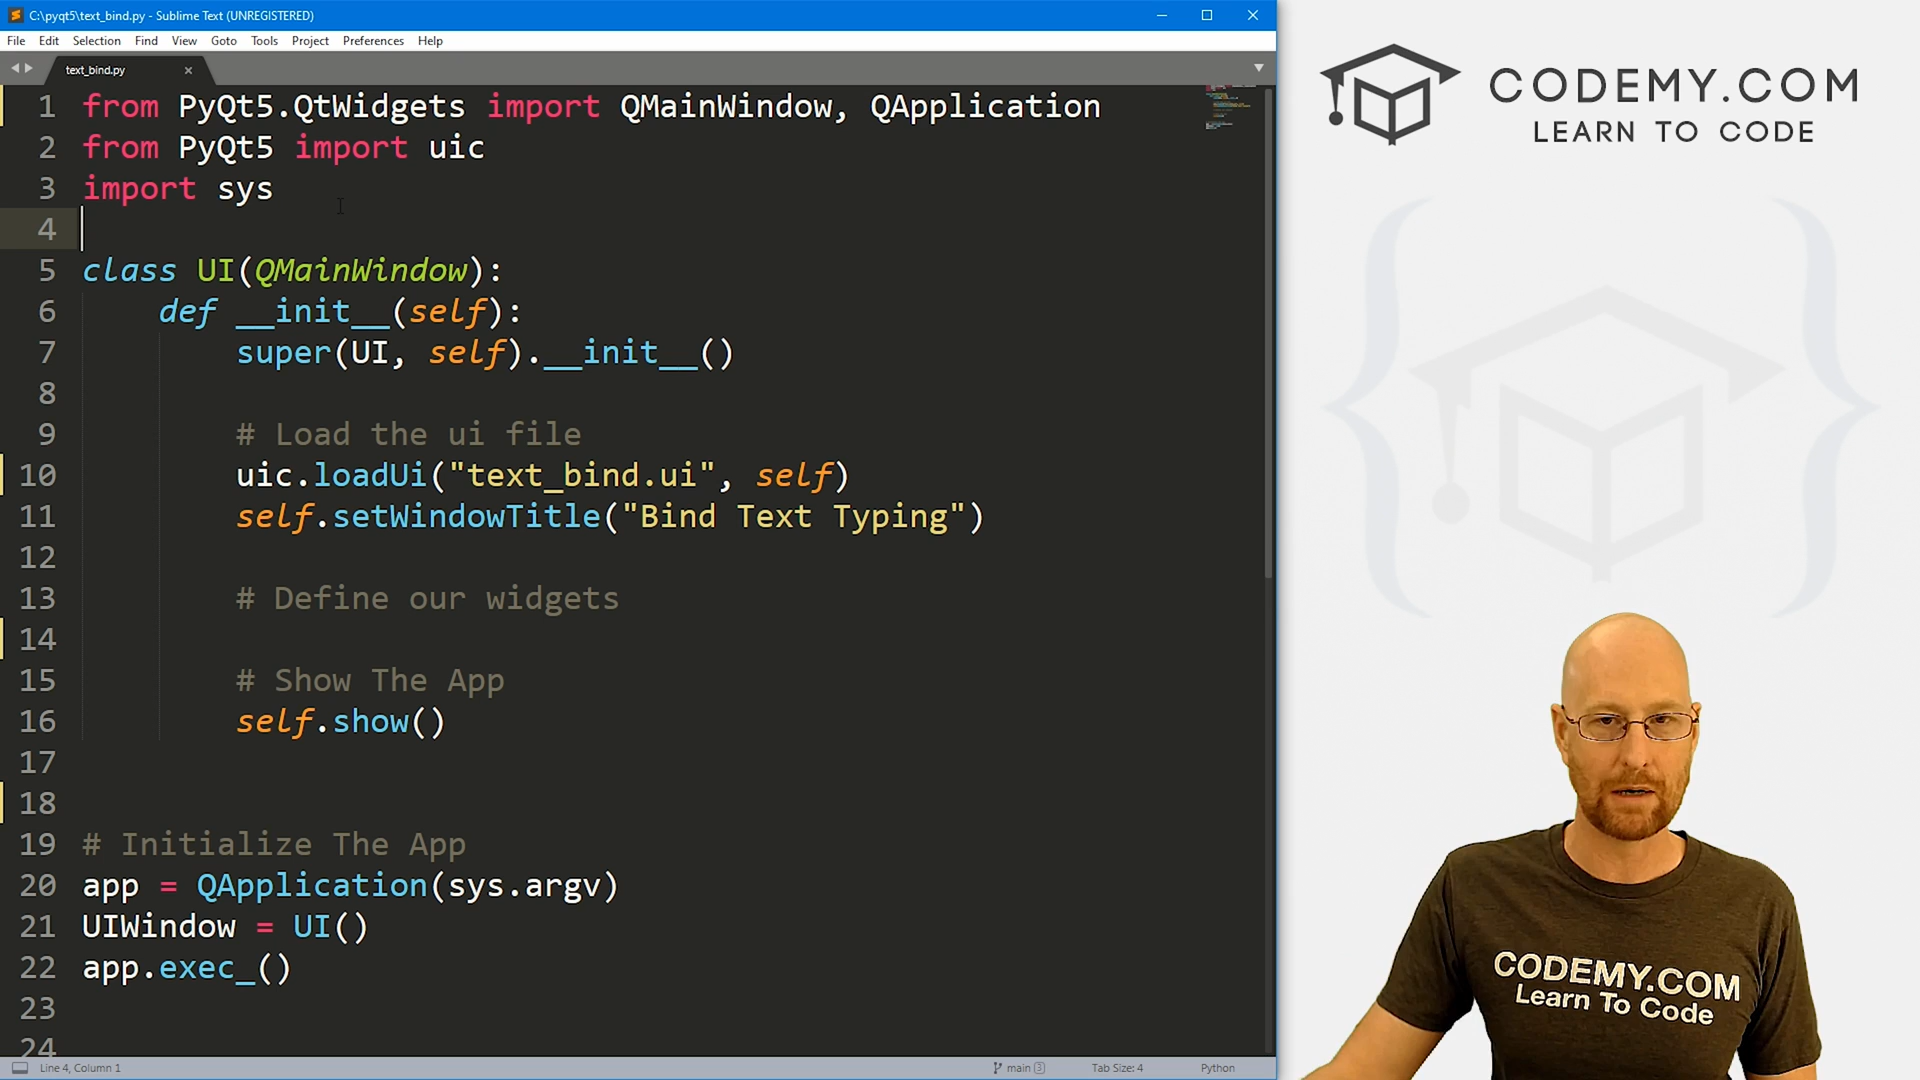 C:\pyqt5\text_bind.py - Sublime Text (UNREGISTERED)
File Edit Selection Find View Goto Tools Project Preferences Help
text_bind.py
1 from PyQt5.QtWidgets import QMainWindow, QApplication
2 from PyQt5 import uic
3 import sys
4
5 class UI(QMainWindow):
6 def __init__(self):
7 super(UI, self).__init__()
8
9 # Load the ui file
10 uic.loadUi("text_bind.ui", self)
11 self.setWindowTitle("Bind Text Typing")
12
13 # Define our widgets
14
15 # Show The App
16 self.show()
17
18
19 # Initialize The App
20 app = QApplication(sys.argv)
21 UIWindow = UI()
22 app.exec_()
23
24
Line 4, Column 1
main 3
Tab Size: 4
Python
CODEMY.COM
LEARN TO CODE
CODEMY.COM
Learn To Code